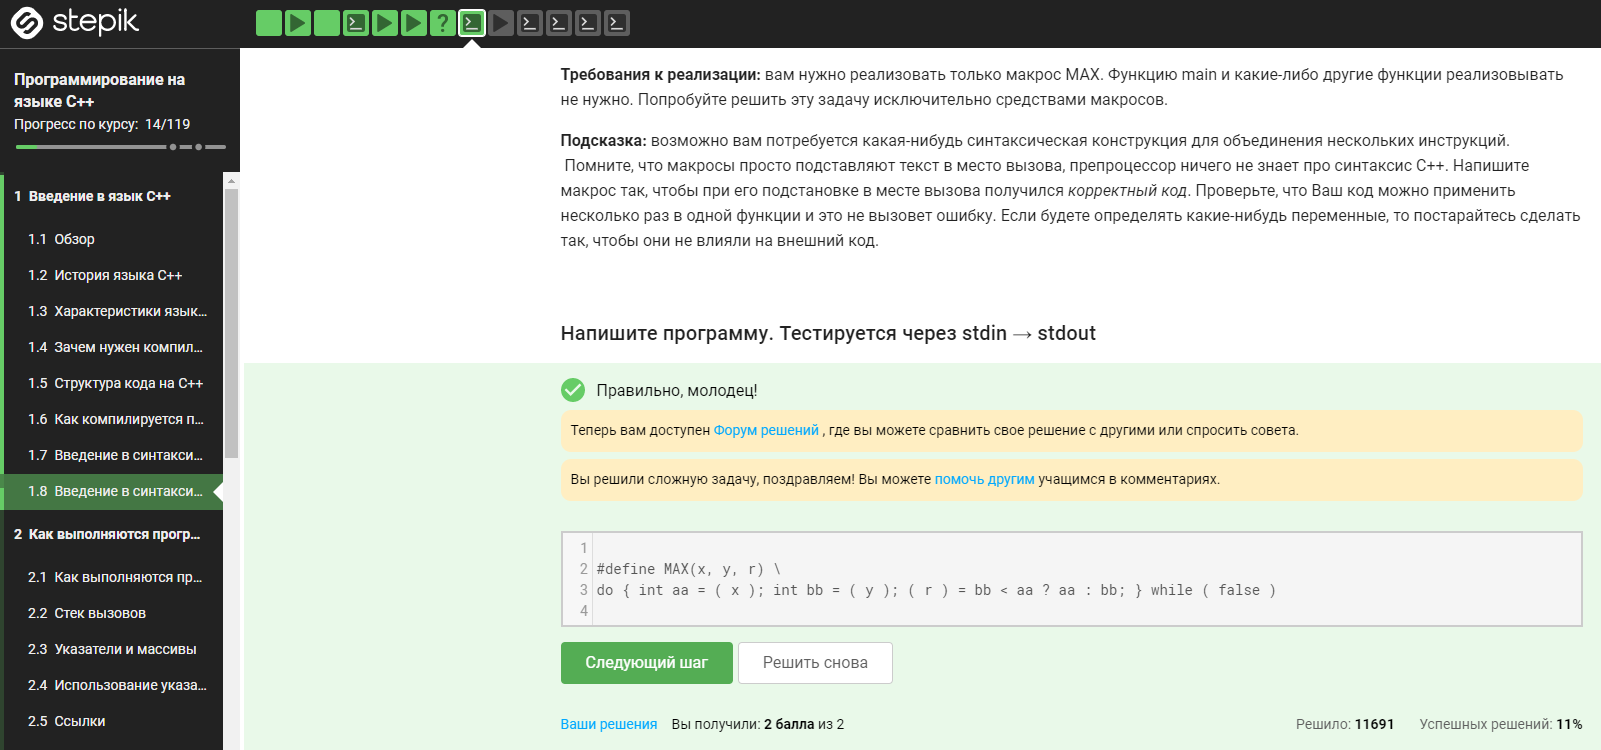 stepik
Программирование на
языке C++
Прогресс по курсу: 14/119
1 Введение в язык C++
1.1 Обзор
1.2 История языка C++
1.3 Характеристики язык...
1.4 Зачем нужен компил...
1.5 Структура кода на C++
1.6 Как компилируется п...
1.7 Введение в синтакси...
1.8 Введение в синтакси...
2 Как выполняются прогр...
2.1 Как выполняются пр...
2.2 Стек вызовов
2.3 Указатели и массивы
2.4 Использование указа...
2.5 Ссылки
Требования к реализации: вам нужно реализовать только макрос MAX. Функцию main и какие-либо другие функции реализовывать
не нужно. Попробуйте решить эту задачу исключительно средствами макросов.
Подсказка: возможно вам потребуется какая-нибудь синтаксическая конструкция для объединения нескольких инструкций.
Помните, что макросы просто подставляют текст в место вызова, препроцессор ничего не знает про синтаксис C++. Напишите
макрос так, чтобы при его подстановке в месте вызова получился корректный код. Проверьте, что Ваш код можно применить
несколько раз в одной функции и это не вызовет ошибку. Если будете определять какие-нибудь переменные, то постарайтесь сделать
так, чтобы они не влияли на внешний код.
Напишите программу. Тестируется через stdin → stdout
Правильно, молодец!
Теперь вам доступен Форум решений , где вы можете сравнить свое решение с другими или спросить совета.
Вы решили сложную задачу, поздравляем! Вы можете помочь другим учащимся в комментариях.
1
2 #define MAX(x, y, r) \
3 do { int aa = ( x ); int bb = ( y ); ( r ) = bb < aa ? aa : bb; } while ( false )
4
Следующий шаг Решить снова
Ваши решения Вы получили: 2 балла из 2 Решило: 11691 Успешных решений: 11%